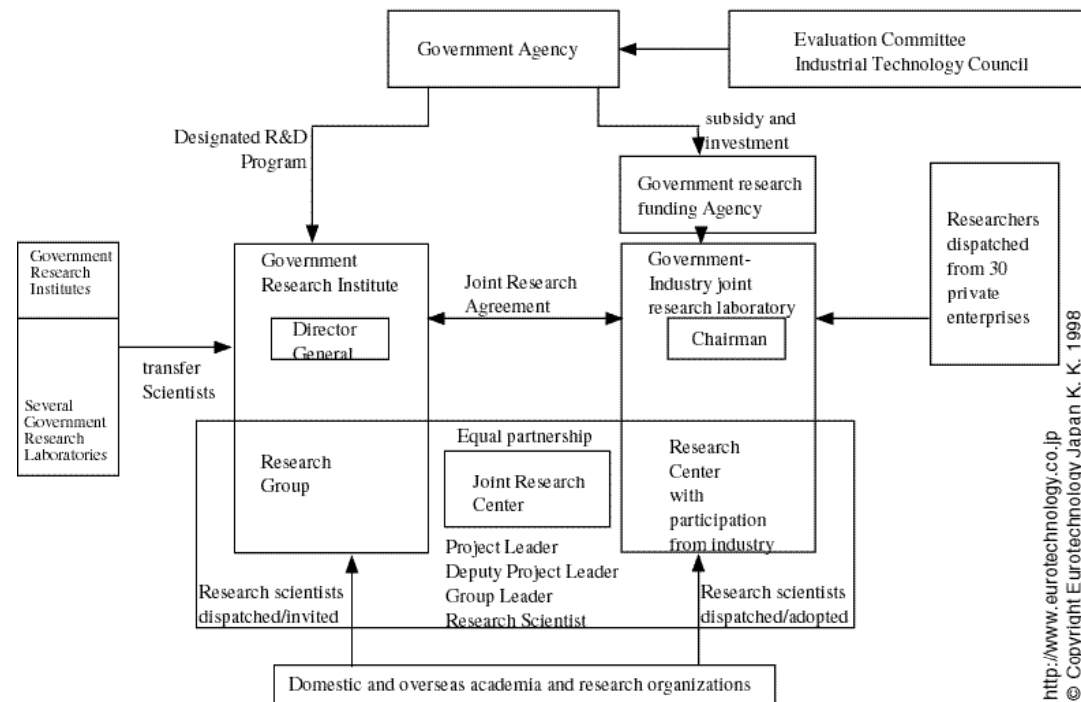 Government Agency
Evaluation Committee
Industrial Technology Council
Designated R&D
Program
subsidy and
investment
Government research
funding Agency
Researchers
dispatched
from 30
private
enterprises
Government
Research
Institutes
Several
Government
Research
Laboratories
transfer
Scientists
Government
Research Institute
Director
General
Joint Research
Agreement
Government-
Industry joint
research laboratory
Chairman
Research
Group
Equal partnership
Joint Research
Center
Project Leader
Deputy Project Leader
Group Leader
Research Scientist
Research
Center
with
participation
from industry
Research scientists
dispatched/invited
Research scientists
dispatched/adopted
Domestic and overseas academia and research organizations
http://www.eurotechnology.co.jp
© Copyright Eurotechnology Japan K. K. 1998